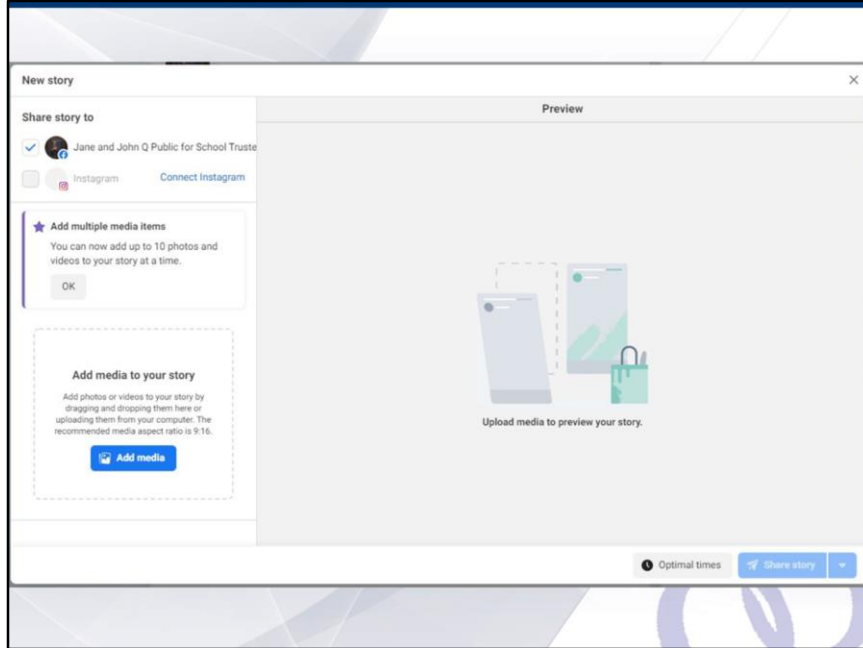 New story
Share story to
Jane and John Q Public for School Truste
Instagram Connect Instagram
Add multiple media items
You can now add up to 10 photos and
videos to your story at a time.
OK
Add media to your story
Add photos or videos to your story by
dragging and dropping them here or
uploading them from your computer. The
recommended media aspect ratio is 9:16.
Add media
Preview
Upload media to preview your story.
Optimal times Share story